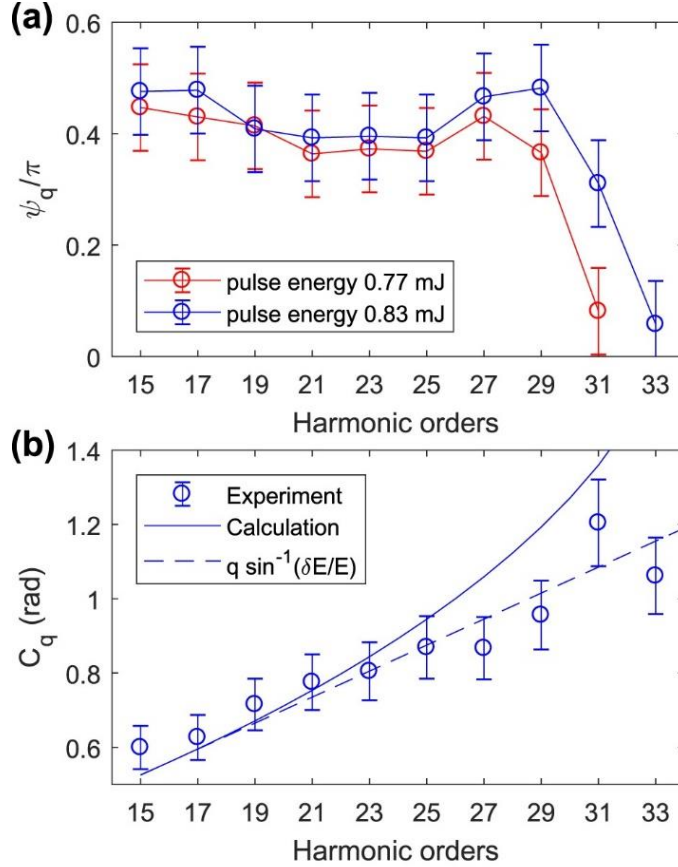 (a)
0.6
0.4
0.2
0
ψq/π
pulse energy 0.77 mJ
pulse energy 0.83 mJ
15 17 19 21 23 25 27 29 31 33
Harmonic orders
(b)
1.4
1.2
1
0.8
0.6
C_q (rad)
Experiment
Calculation
q sin⁻¹(δE/E)
15 17 19 21 23 25 27 29 31 33
Harmonic orders